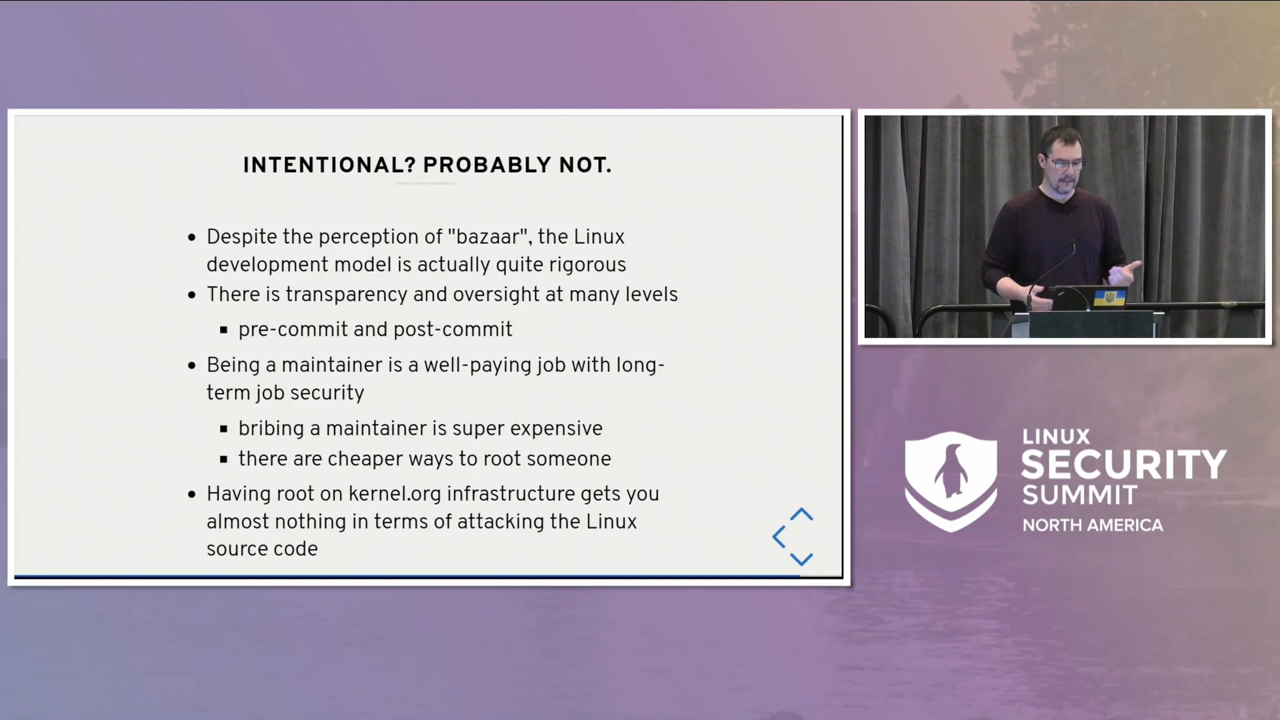 INTENTIONAL? PROBABLY NOT.
• Despite the perception of "bazaar", the Linux
development model is actually quite rigorous
• There is transparency and oversight at many levels
▪ pre-commit and post-commit
• Being a maintainer is a well-paying job with long-
term job security
▪ bribing a maintainer is super expensive
▪ there are cheaper ways to root someone
• Having root on kernel.org infrastructure gets you
almost nothing in terms of attacking the Linux
source code
LINUX
SECURITY
SUMMIT
NORTH AMERICA